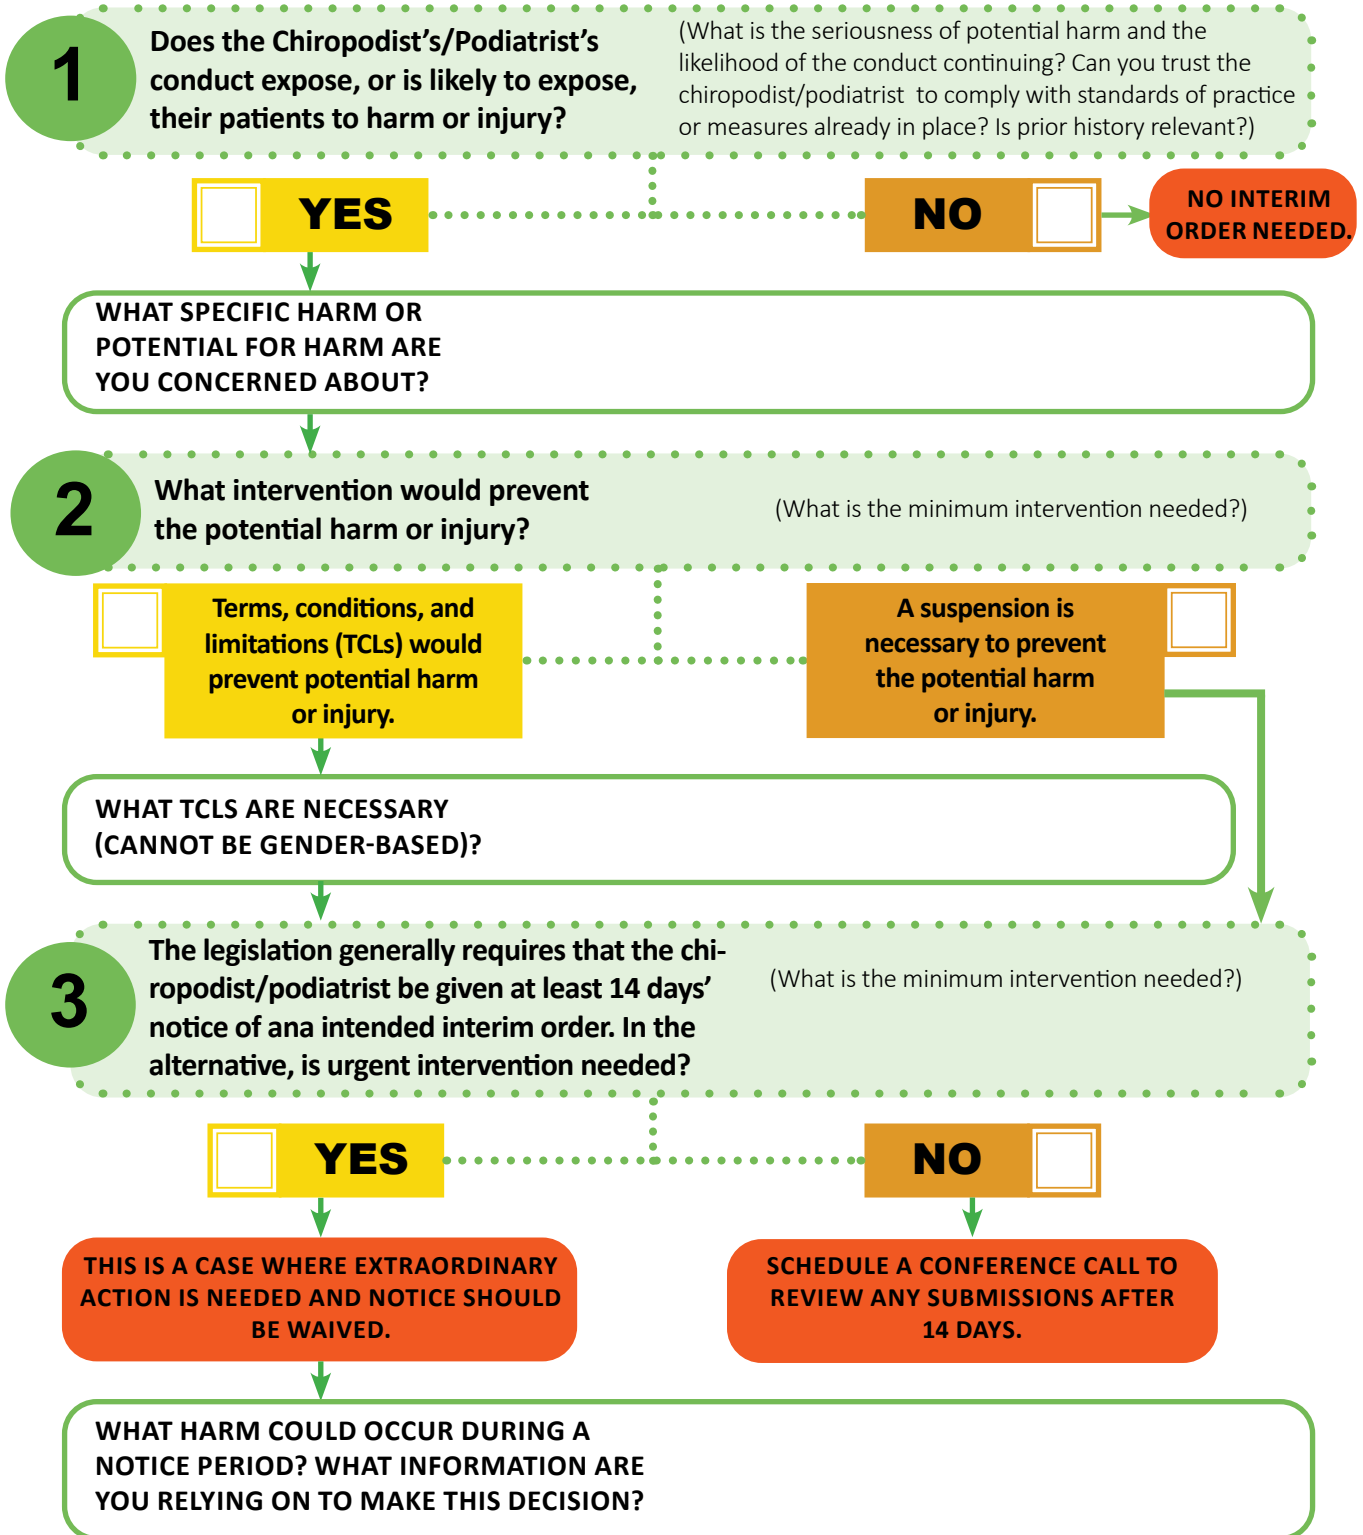 1
Does the Chiropodist's/Podiatrist's
conduct expose, or is likely to expose,
their patients to harm or injury?
(What is the seriousness of potential harm and the
likelihood of the conduct continuing? Can you trust the
chiropodist/podiatrist to comply with standards of practice
or measures already in place? Is prior history relevant?)
YES
NO
NO INTERIM
ORDER NEEDED.
WHAT SPECIFIC HARM OR
POTENTIAL FOR HARM ARE
YOU CONCERNED ABOUT?
2
What intervention would prevent
the potential harm or injury?
(What is the minimum intervention needed?)
Terms, conditions, and
limitations (TCLs) would
prevent potential harm
or injury.
A suspension is
necessary to prevent
the potential harm
or injury.
WHAT TCLS ARE NECESSARY
(CANNOT BE GENDER-BASED)?
3
The legislation generally requires that the chi-
ropodist/podiatrist be given at least 14 days'
notice of ana intended interim order. In the
alternative, is urgent intervention needed?
(What is the minimum intervention needed?)
YES
NO
THIS IS A CASE WHERE EXTRAORDINARY
ACTION IS NEEDED AND NOTICE SHOULD
BE WAIVED.
SCHEDULE A CONFERENCE CALL TO
REVIEW ANY SUBMISSIONS AFTER
14 DAYS.
WHAT HARM COULD OCCUR DURING A
NOTICE PERIOD? WHAT INFORMATION ARE
YOU RELYING ON TO MAKE THIS DECISION?